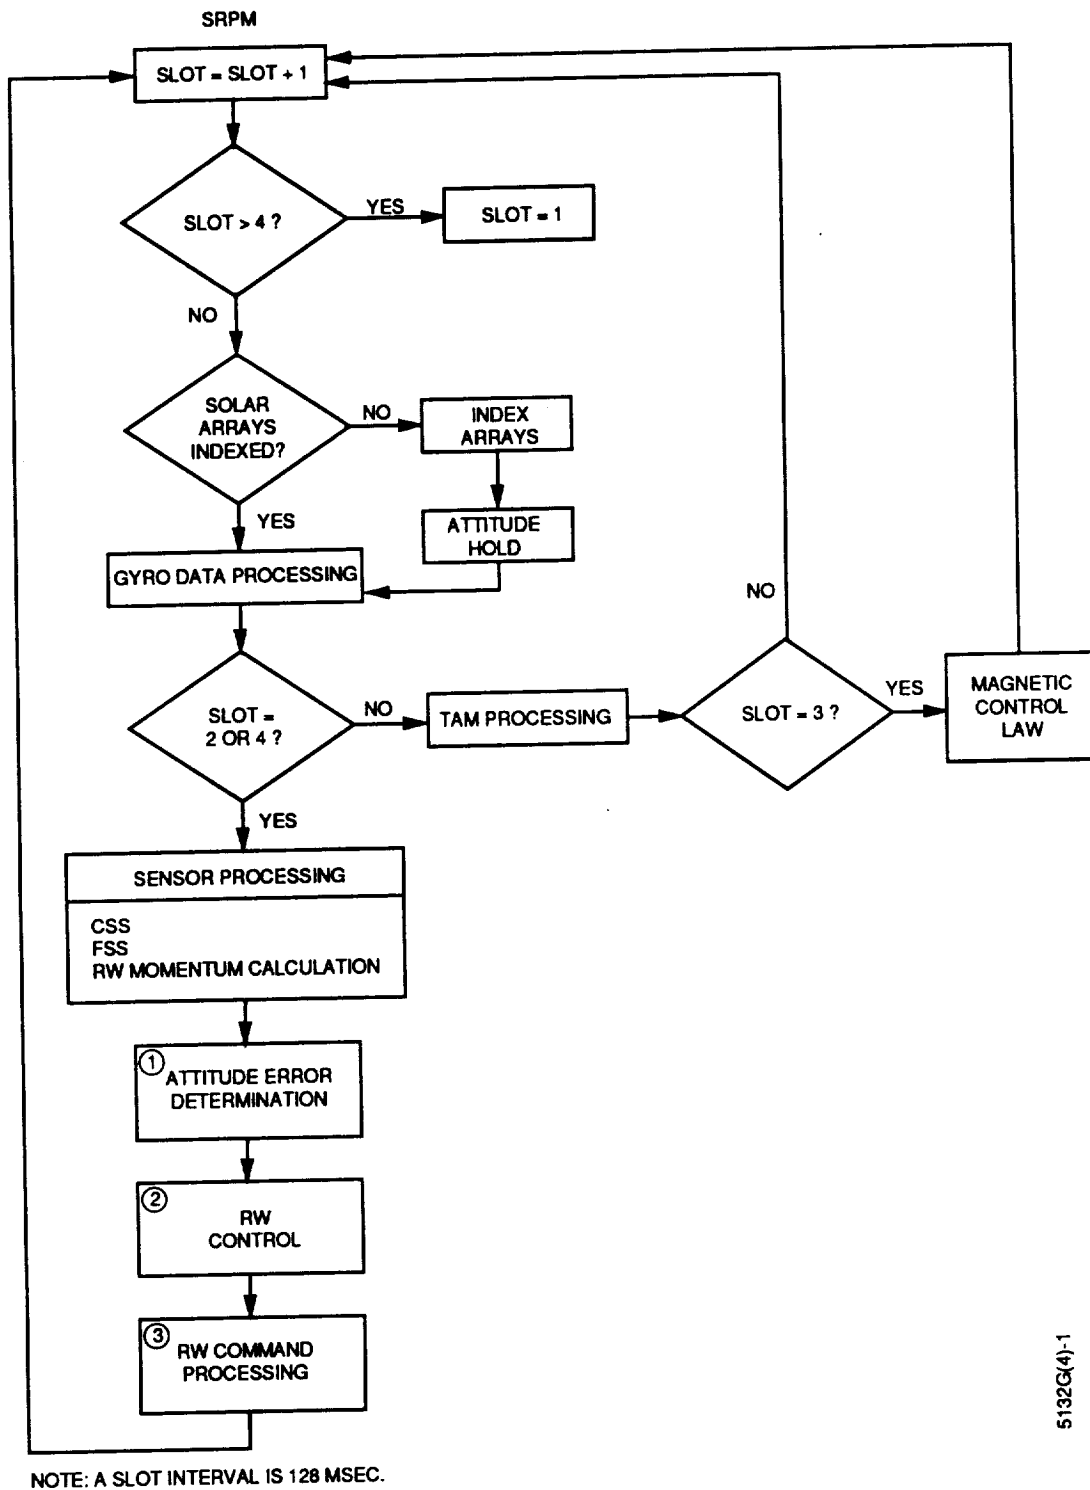 SRPM
SLOT = SLOT + 1
SLOT > 4 ?
YES
SLOT = 1
NO
SOLAR
ARRAYS
INDEXED?
NO
INDEX
ARRAYS
YES
ATTITUDE
HOLD
GYRO DATA PROCESSING
SLOT =
2 OR 4 ?
NO
TAM PROCESSING
SLOT = 3 ?
NO
YES
MAGNETIC
CONTROL
LAW
YES
SENSOR PROCESSING
CSS
FSS
RW MOMENTUM CALCULATION
1
ATTITUDE ERROR
DETERMINATION
2
RW
CONTROL
3
RW COMMAND
PROCESSING
NOTE: A SLOT INTERVAL IS 128 MSEC.
5132G(4)-1